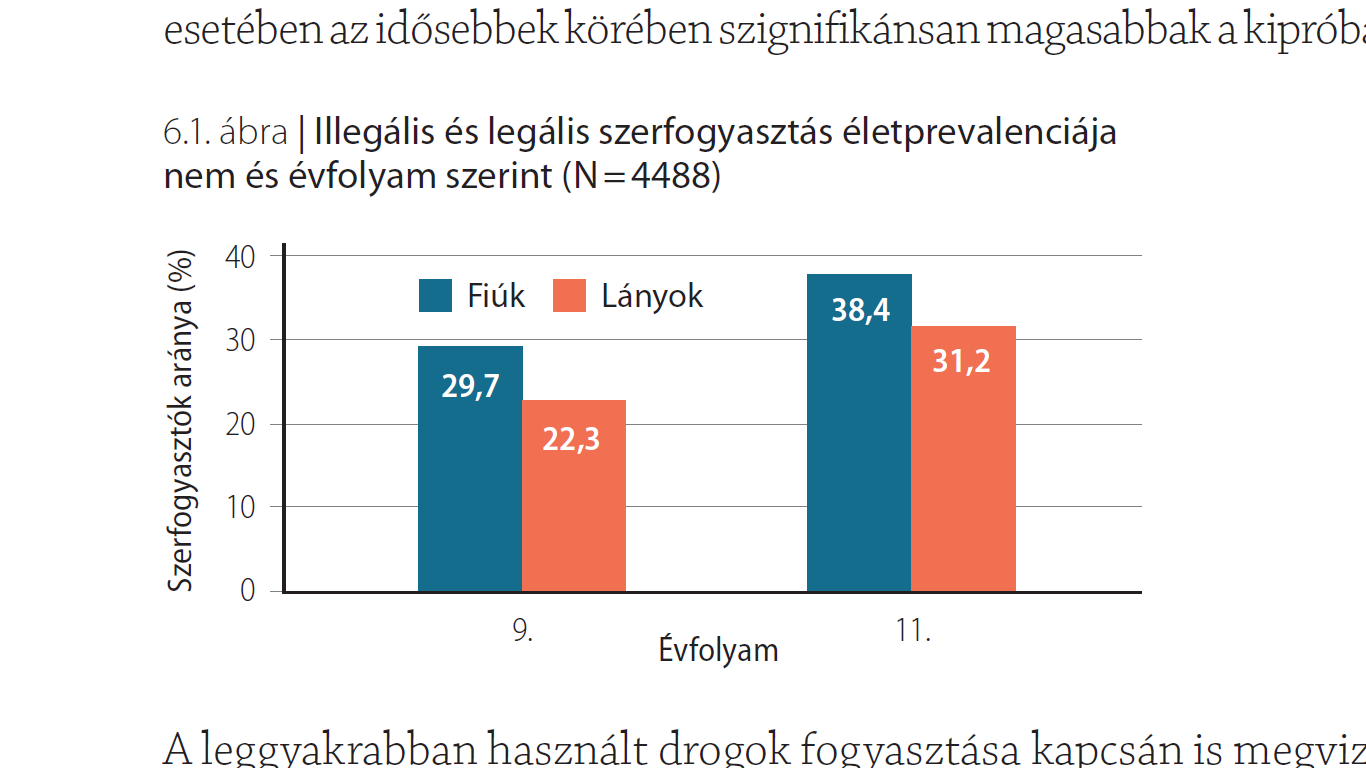 esetében az idősebbek körében szignifikánsan magasabbak a
6.1. ábra | Illegális és legális szerfogyasztás életprevalenciája
nem és évfolyam szerint (N = 4488)
Szerfogyasztók aránya (%)
40
30
20
10
0
Fiúk
Lányok
29,7
22,3
38,4
31,2
9.
11.
Évfolyam
A leggyakrabban használt drogok fogyasztása kapcsán is